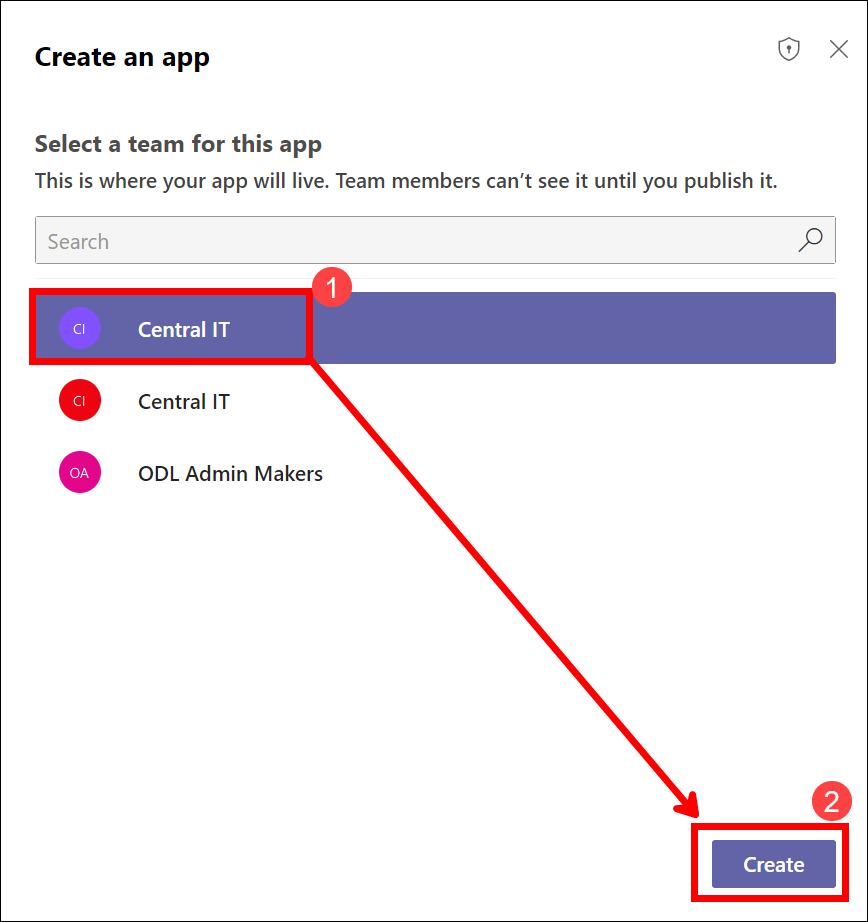 Create an app
Select a team for this app
This is where your app will live. Team members can’t see it until you publish it.
Search
1
CI Central IT
CI Central IT
OA ODL Admin Makers
2
Create